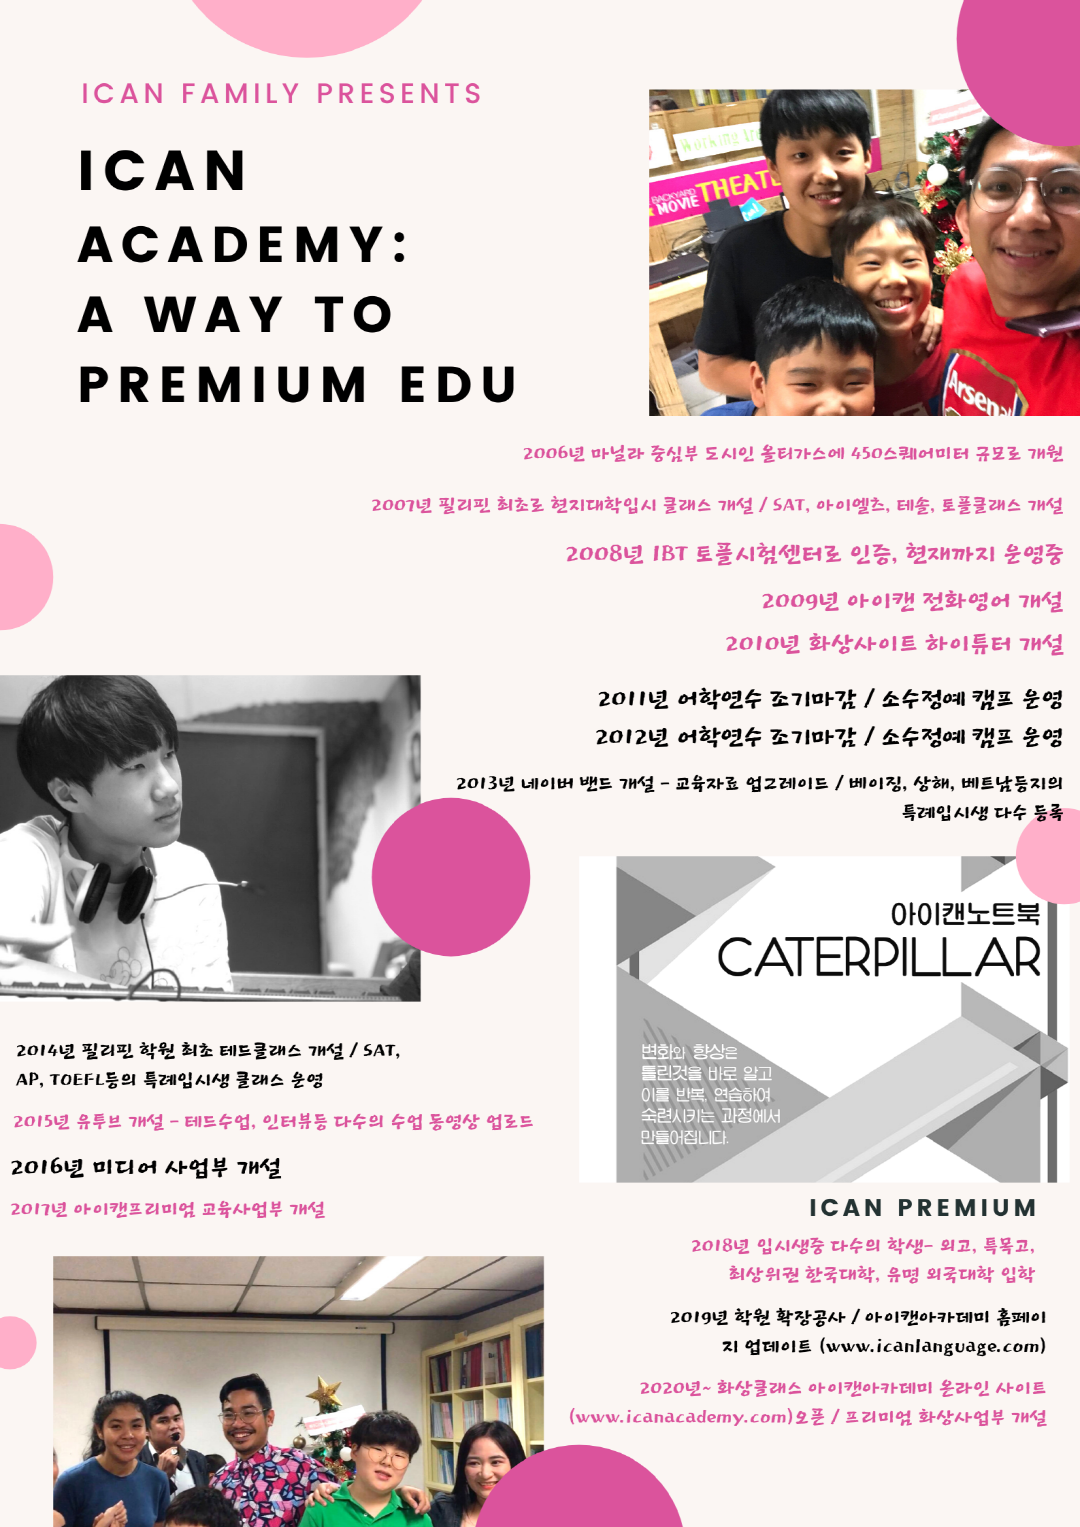 ICAN FAMILY PRESENTS
ICAN
ACADEMY:
A WAY TO
PREMIUM EDU
Working
BACKYARD
MOVIE
THEAT
Arsenal
2006년 마닐라 중심부 도시인 올티가스에 450스퀘어미터 규모로 개원
2007년 필리핀 최초로 현지대학입시 클래스 개설 / SAT, 아이엘츠, 테솔, 토플클래스 개설
2008년 IBT 토플시험센터로 인증, 현재까지 운영중
2009년 아이캔 전화영어 개설
2010년 화상사이트 하이튜터 개설
2011년 어학연수 조기마감 / 소수정예 캠프 운영
2012년 어학연수 조기마감 / 소수정예 캠프 운영
2013년 네이버 밴드 개설 - 교육자료 업그레이드 / 베이징, 상해, 베트남등지의
특례입시생 다수 등록
아이캔노트북
CATERPILLAR
변화와 향상은
틀린것을 바로 알고
이를 반복, 연습하여
숙련시키는 과정에서
만들어집니다.
2014년 필리핀 학원 최초 테드클래스 개설 / SAT,
AP, TOEFL등의 특례입시생 클래스 운영
2015년 유투브 개설 - 테드수업, 인터뷰등 다수의 수업 동영상 업로드
2016년 미디어 사업부 개설
2017년 아이캔프리미엄 교육사업부 개설
ICAN PREMIUM
2018년 입시생중 다수의 학생- 외고, 특목고,
최상위권 한국대학, 유명 외국대학 입학
2019년 학원 확장공사 / 아이캔아카데미 홈페이
지 업데이트 (www.icanlanguage.com)
2020년~ 화상클래스 아이캔아카데미 온라인 사이트
(www.icanacademy.com)오픈 / 프리미엄 화상사업부 개설